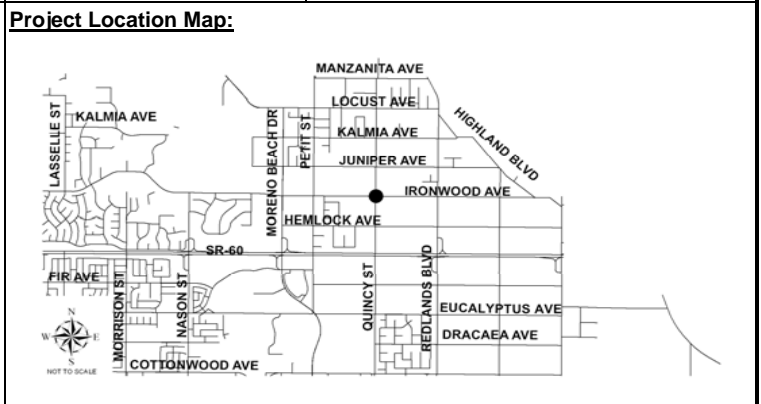 Project Location Map:
MANZANITA AVE
LOCUST AVE
KALMIA AVE
LASSELLE ST
HIGHLAND BLVD
MORENO BEACH DR
PETIT ST
KALMIA AVE
JUNIPER AVE
IRONWOOD AVE
HEMLOCK AVE
SR-60
FIR AVE
MORRISON ST
NASON ST
QUINCY ST
REDLANDS BLVD
EUCALYPTUS AVE
DRACAEA AVE
COTTONWOOD AVE
N
W
E
S
NOT TO SCALE